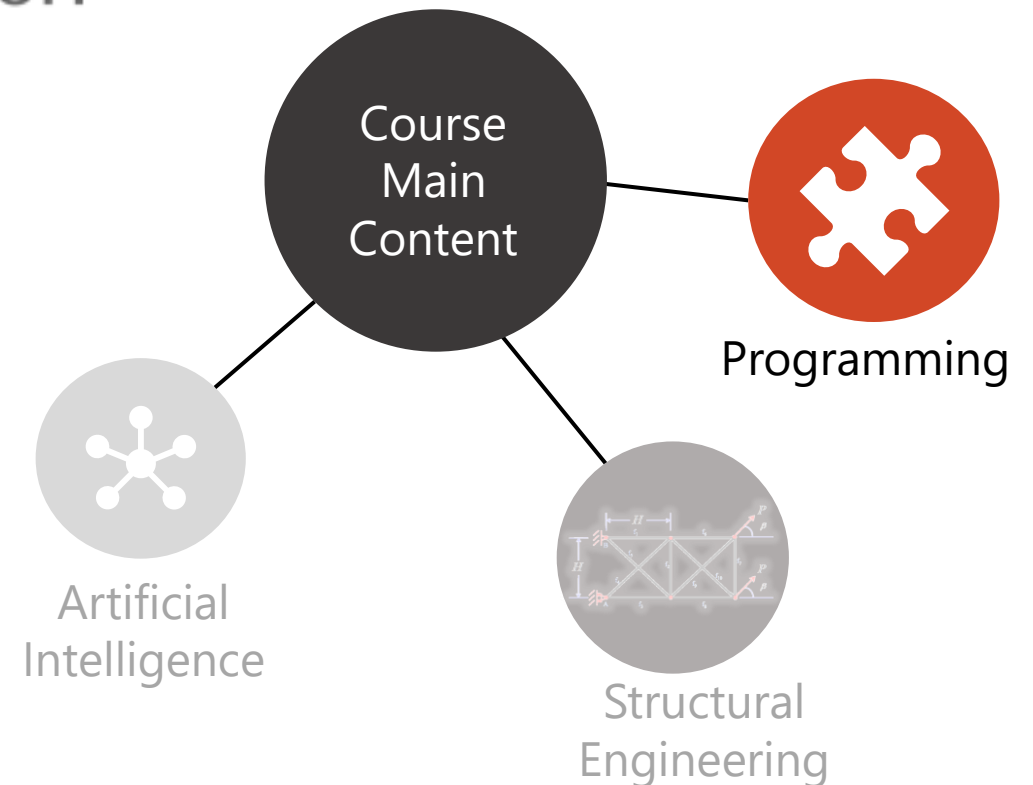 Course
Main
Content
Programming
Artificial
Intelligence
H
P
β
H
P
β
Structural
Engineering